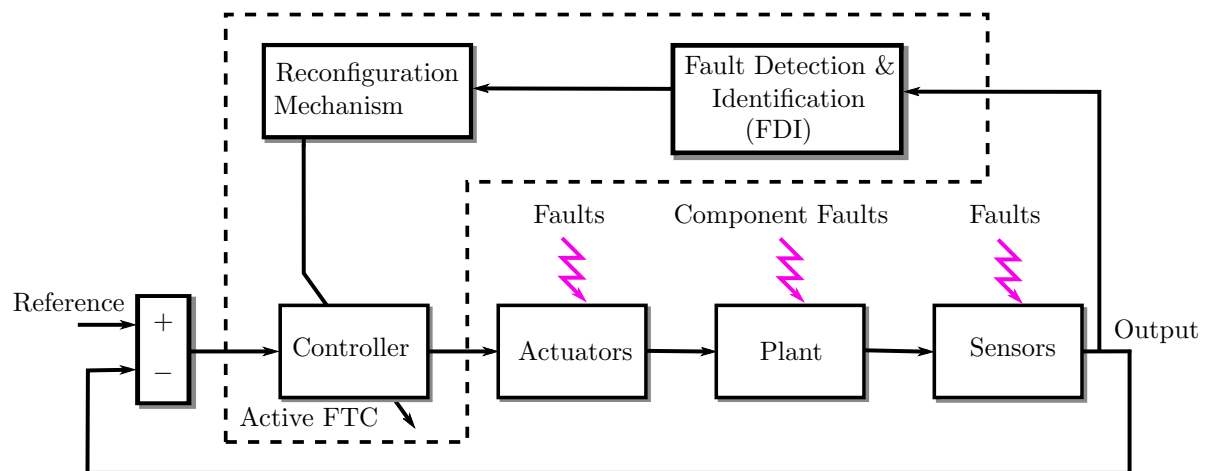 Reconfiguration
Mechanism
Fault Detection &
Identification
(FDI)
Faults
Component Faults
Faults
Reference
+
−
Controller
Actuators
Plant
Sensors
Output
Active FTC